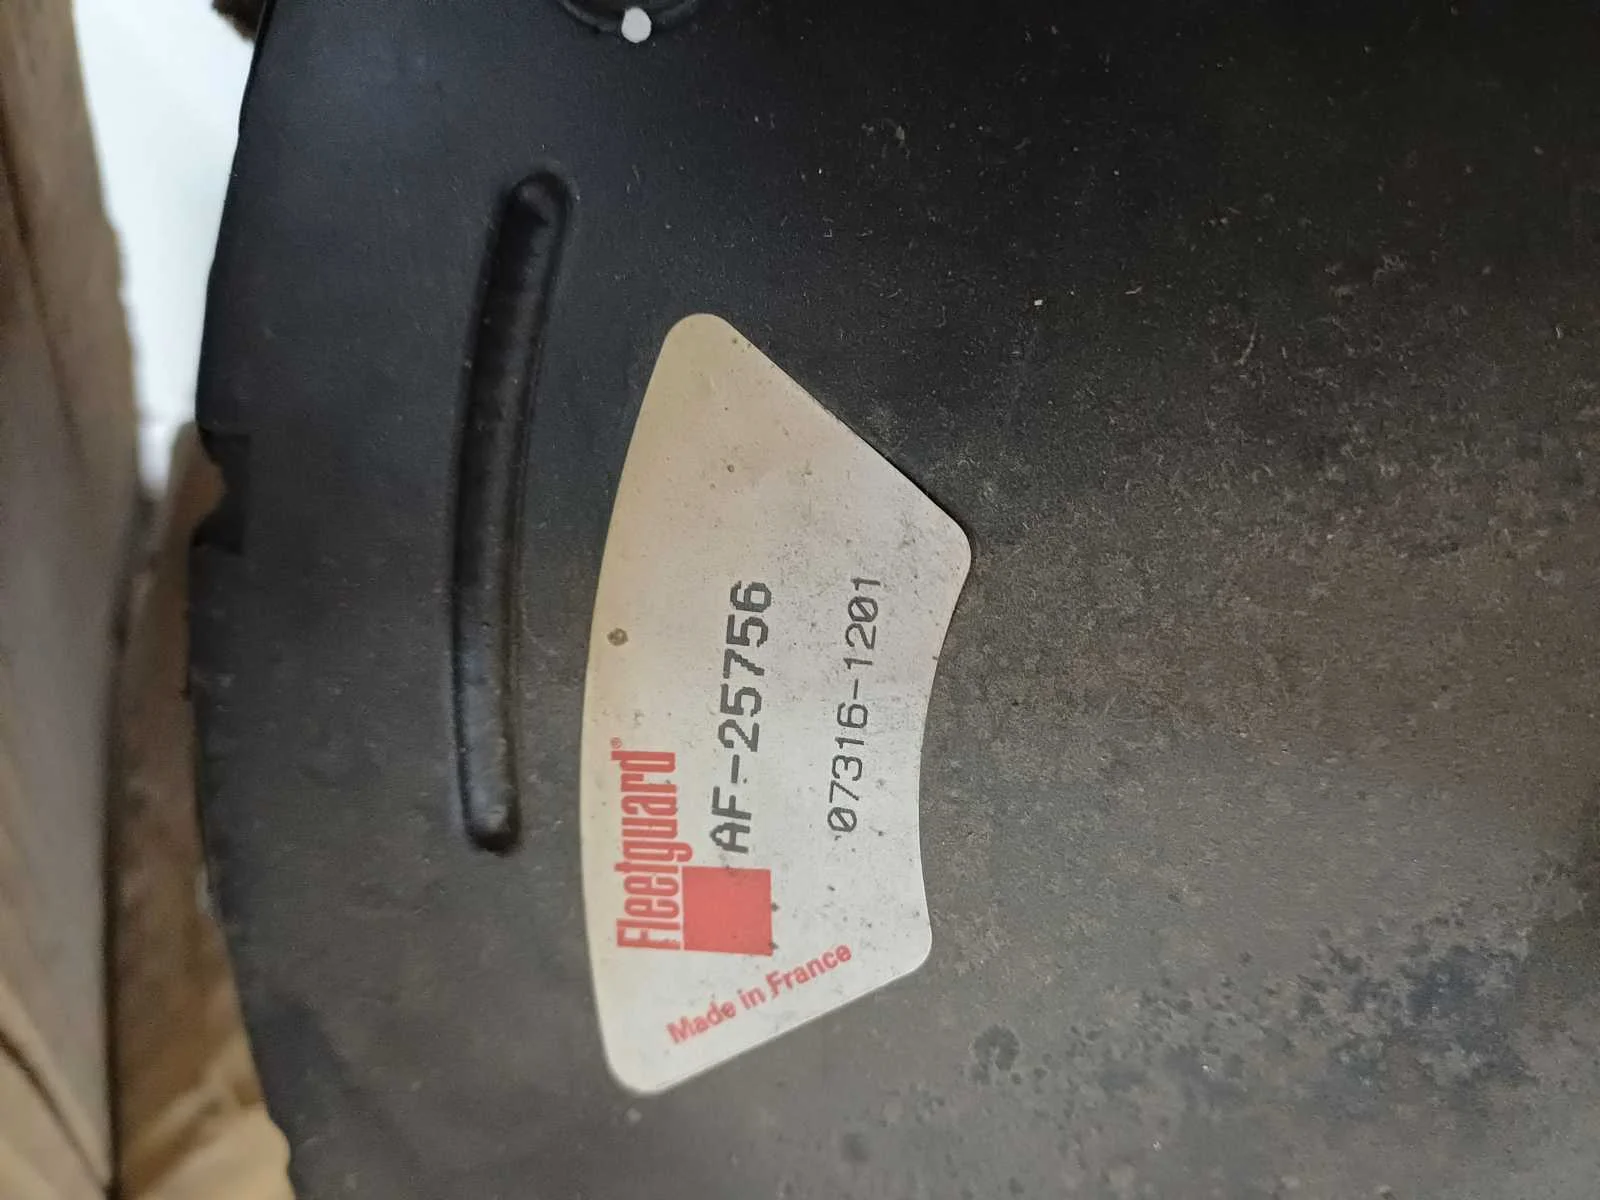 Fleetguard®
AF-25756
07316-1201
Made in France